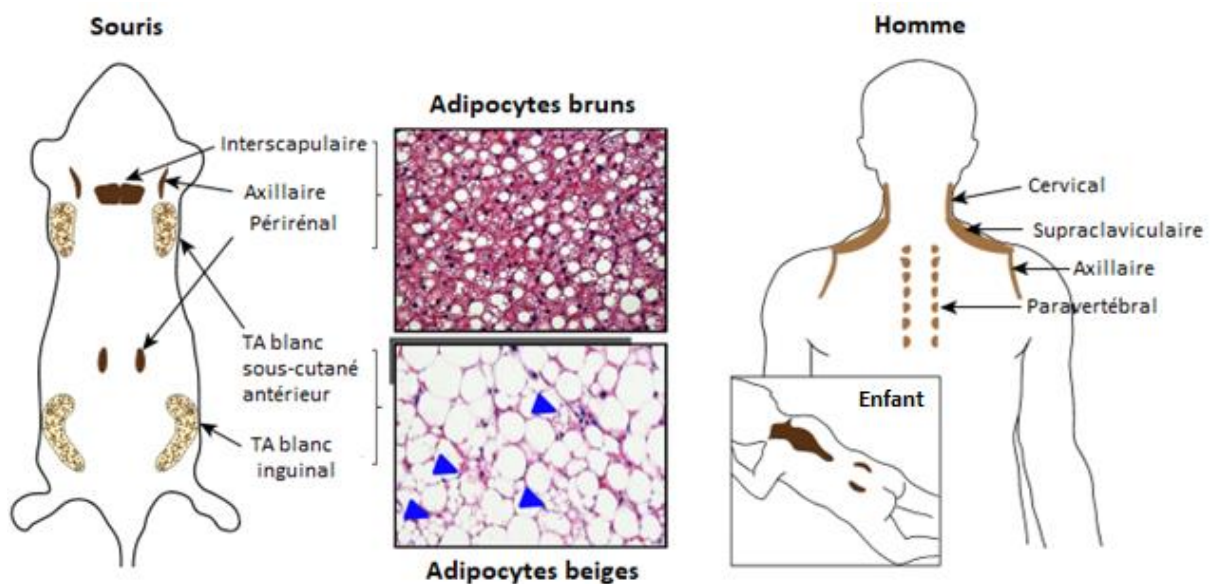 Souris
Homme
Adipocytes bruns
Interscapulaire
Axillaire
Périrénal
TA blanc
sous-cutané
antérieur
TA blanc
inguinal
Adipocytes beiges
Cervical
Supraclaviculaire
Axillaire
Paravertébral
Enfant